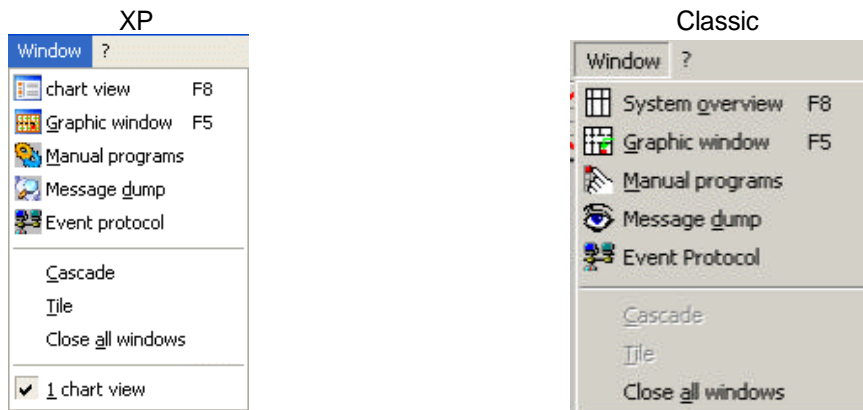 XP
Window ?
chart view F8
Graphic window F5
Manual programs
Message dump
Event protocol
Cascade
Tile
Close all windows
1 chart view
Classic
Window ?
System overview F8
Graphic window F5
Manual programs
Message dump
Event Protocol
Cascade
Tile
Close all windows